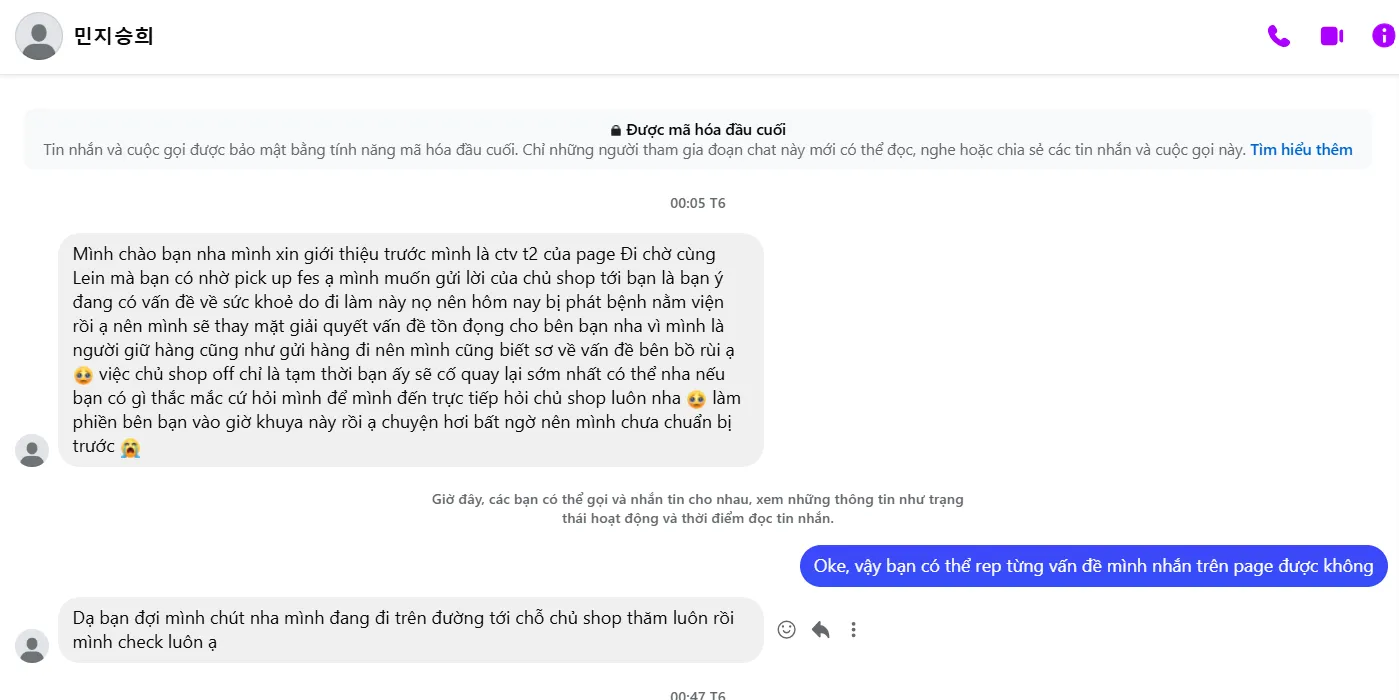 민지승희
Được mã hóa đầu cuối
Tin nhắn và cuộc gọi được bảo mật bằng tính năng mã hóa đầu cuối. Chỉ những người tham gia đoạn chat này mới có thể đọc, nghe hoặc chia sẻ các tin nhắn và cuộc gọi này. Tìm hiểu thêm
00:05 T6
Mình chào bạn nha mình xin giới thiệu trước mình là ctv t2 của page Đi chờ cùng
Lein mà bạn có nhờ pick up fes ạ mình muốn gửi lời của chủ shop tới bạn là bạn ý
đang có vấn đề về sức khoẻ do đi làm này nọ nên hôm nay bị phát bệnh nằm viện
rồi ạ nên mình sẽ thay mặt giải quyết vấn đề tồn đọng cho bên bạn nha vì mình là
người giữ hàng cũng như gửi hàng đi nên mình cũng biết sơ về vấn đề bên bồ rùi ạ
🥹 việc chủ shop off chỉ là tạm thời bạn ấy sẽ cố quay lại sớm nhất có thể nha nếu
bạn có gì thắc mắc cứ hỏi mình để mình đến trực tiếp hỏi chủ shop luôn nha 🥹 làm
phiền bên bạn vào giờ khuya này rồi ạ chuyện hơi bất ngờ nên mình chưa chuẩn bị
trước 😭
Giờ đây, các bạn có thể gọi và nhắn tin cho nhau, xem những thông tin như trạng
thái hoạt động và thời điểm đọc tin nhắn.
Oke, vậy bạn có thể rep từng vấn đề mình nhắn trên page được không
Dạ bạn đợi mình chút nha mình đang đi trên đường tới chỗ chủ shop thăm luôn rồi
mình check luôn ạ
00:47 T6